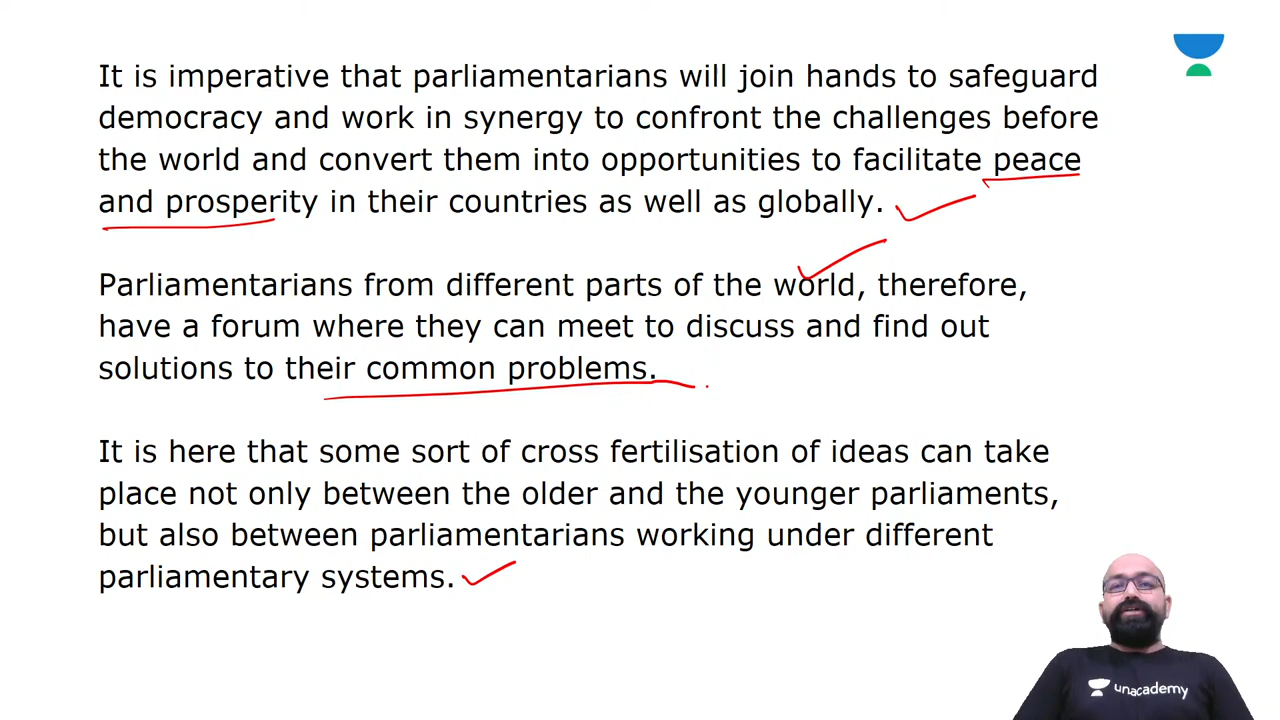 It is imperative that parliamentarians will join hands to safeguard
democracy and work in synergy to confront the challenges before
the world and convert them into opportunities to facilitate peace
and prosperity in their countries as well as globally.
Parliamentarians from different parts of the world, therefore,
have a forum where they can meet to discuss and find out
solutions to their common problems.
It is here that some sort of cross fertilisation of ideas can take
place not only between the older and the younger parliaments,
but also between parliamentarians working under different
parliamentary systems.
unacademy